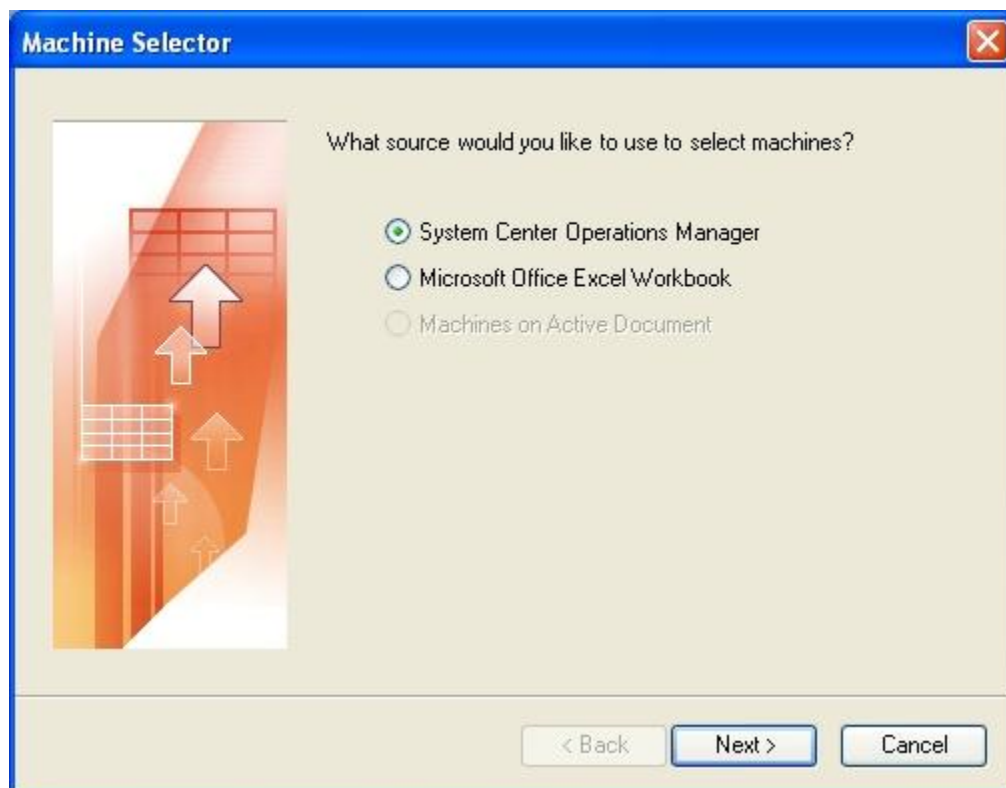 Machine Selector
What source would you like to use to select machines?
System Center Operations Manager
Microsoft Office Excel Workbook
Machines on Active Document
< Back
Next >
Cancel